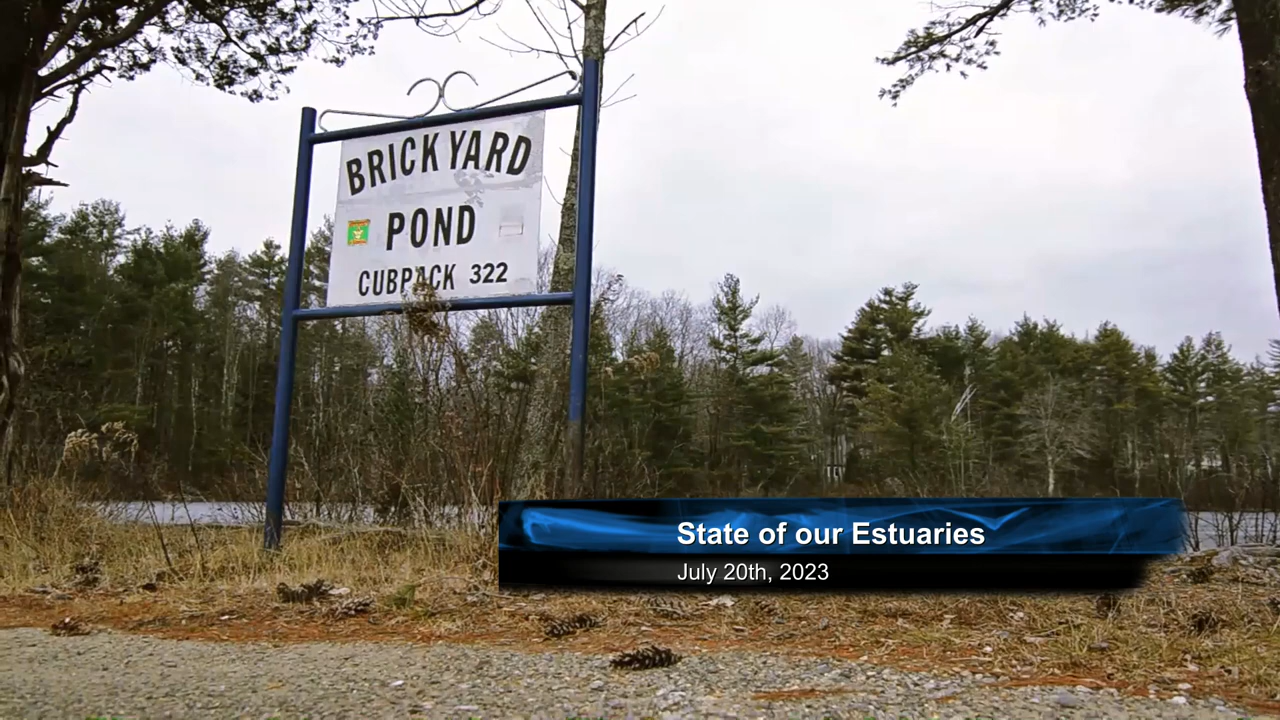 BRICKYARD
POND
CUBPACK 322
State of our Estuaries
July 20th, 2023